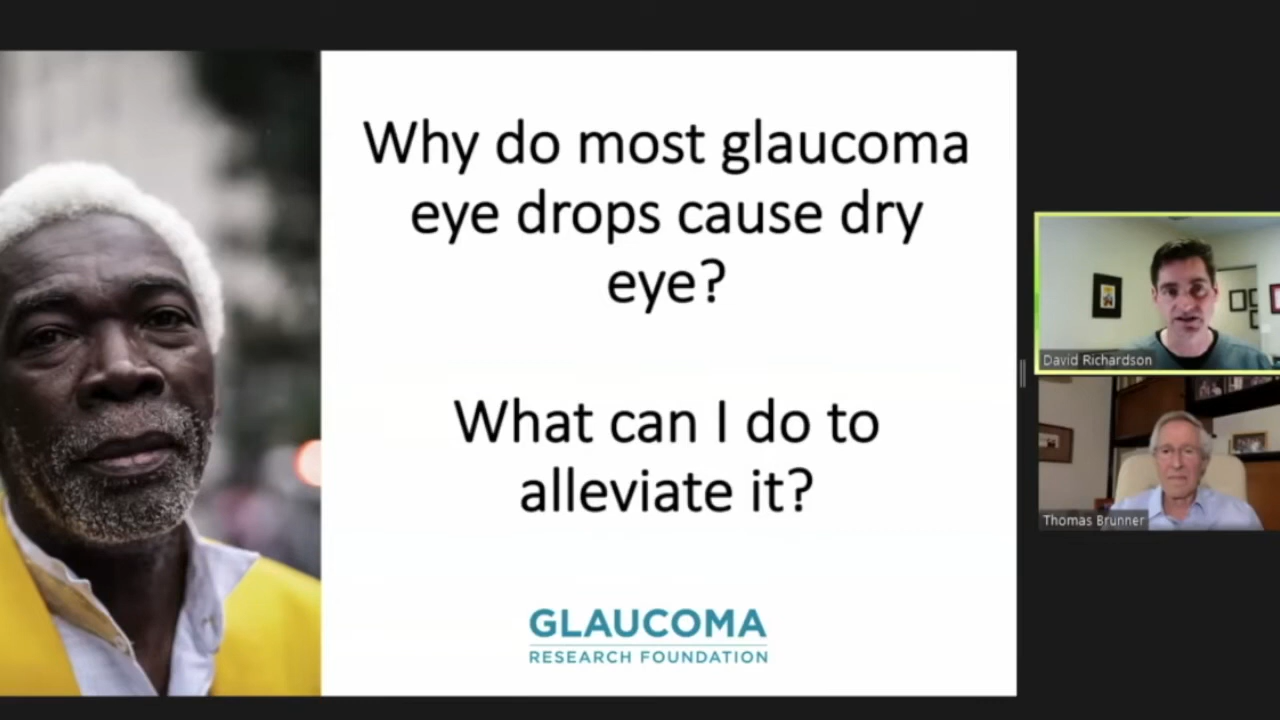 Why do most glaucoma
eye drops cause dry
eye?
What can I do to
alleviate it?
GLAUCOMA
RESEARCH FOUNDATION
David Richardson
Thomas Brunner